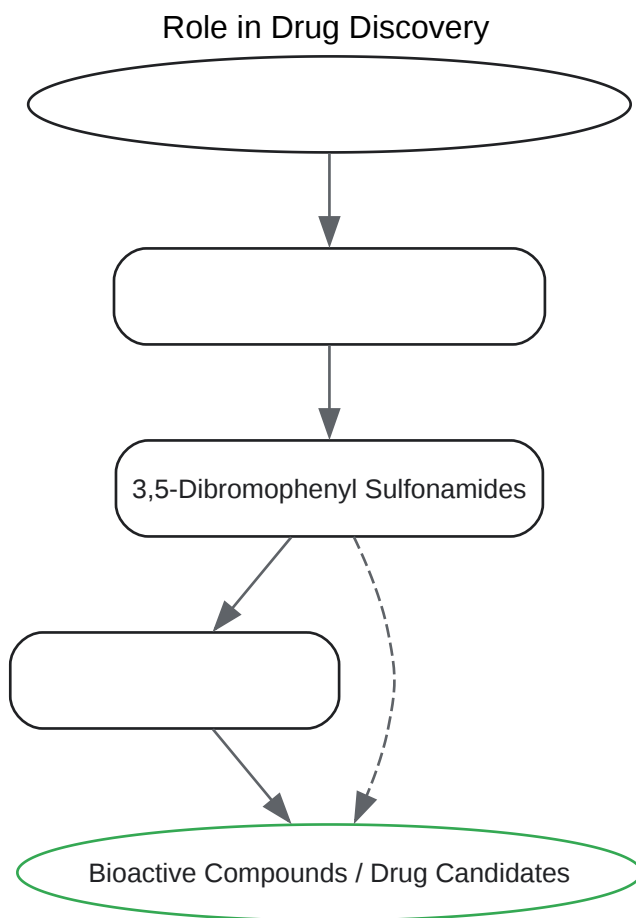 Role in Drug Discovery
3,5-Dibromophenyl Sulfonamides
Bioactive Compounds / Drug Candidates